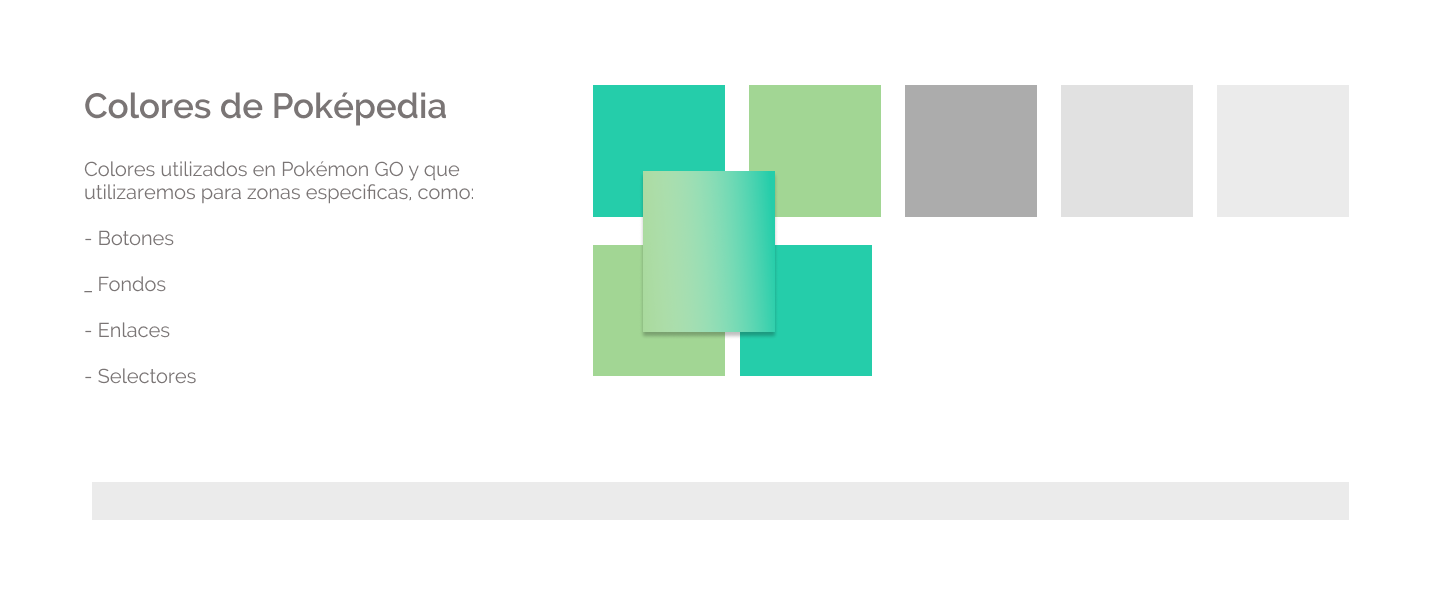 Colores de Poképedia
Colores utilizados en Pokémon GO y que
utilizaremos para zonas especificas, como:
- Botones
_ Fondos
- Enlaces
- Selectores